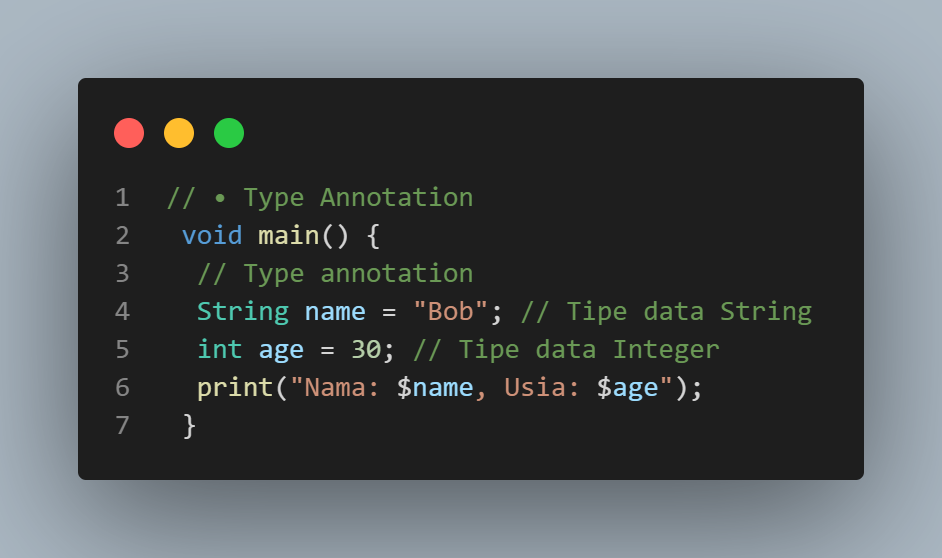 1 // • Type Annotation
2 void main() {
3 // Type annotation
4 String name = "Bob"; // Tipe data String
5 int age = 30; // Tipe data Integer
6 print("Nama: $name, Usia: $age");
7 }